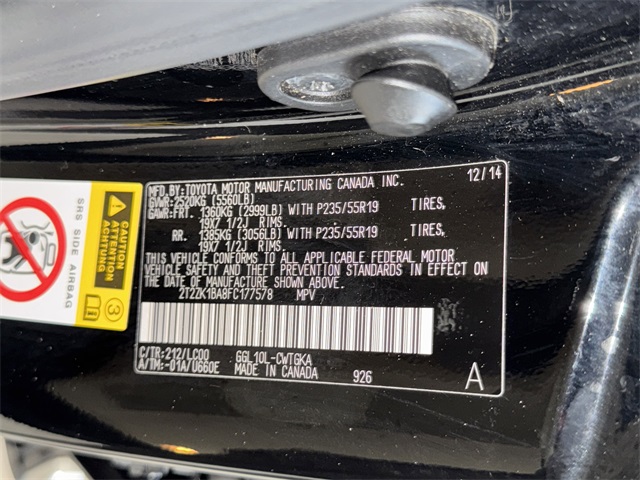 MFD. BY:TOYOTA MOTOR MANUFACTURING CANADA INC. 12/14
GVWR:2520KG (5560LB)
GAWR:FRT. 1360KG (2999LB) WITH P235/55R19 TIRES,
19X7 1/2J RIMS.
RR. 1385KG (3056LB) WITH P235/55R19 TIRES,
19X7 1/2J RIMS.
THIS VEHICLE CONFORMS TO ALL APPLICABLE FEDERAL MOTOR
VEHICLE SAFETY AND THEFT PREVENTION STANDARDS IN EFFECT ON
THE DATE OF MANUFACTURE SHOWN ABOVE.
2T2ZK1BA8FC177578 MPV
C/TR:212/LC00 GGL10L-CWTGKA
A/TM:-01A/U660E MADE IN CANADA 926 A
SRS SIDE AIRBAG
CAUTION
ACHTUNG
3